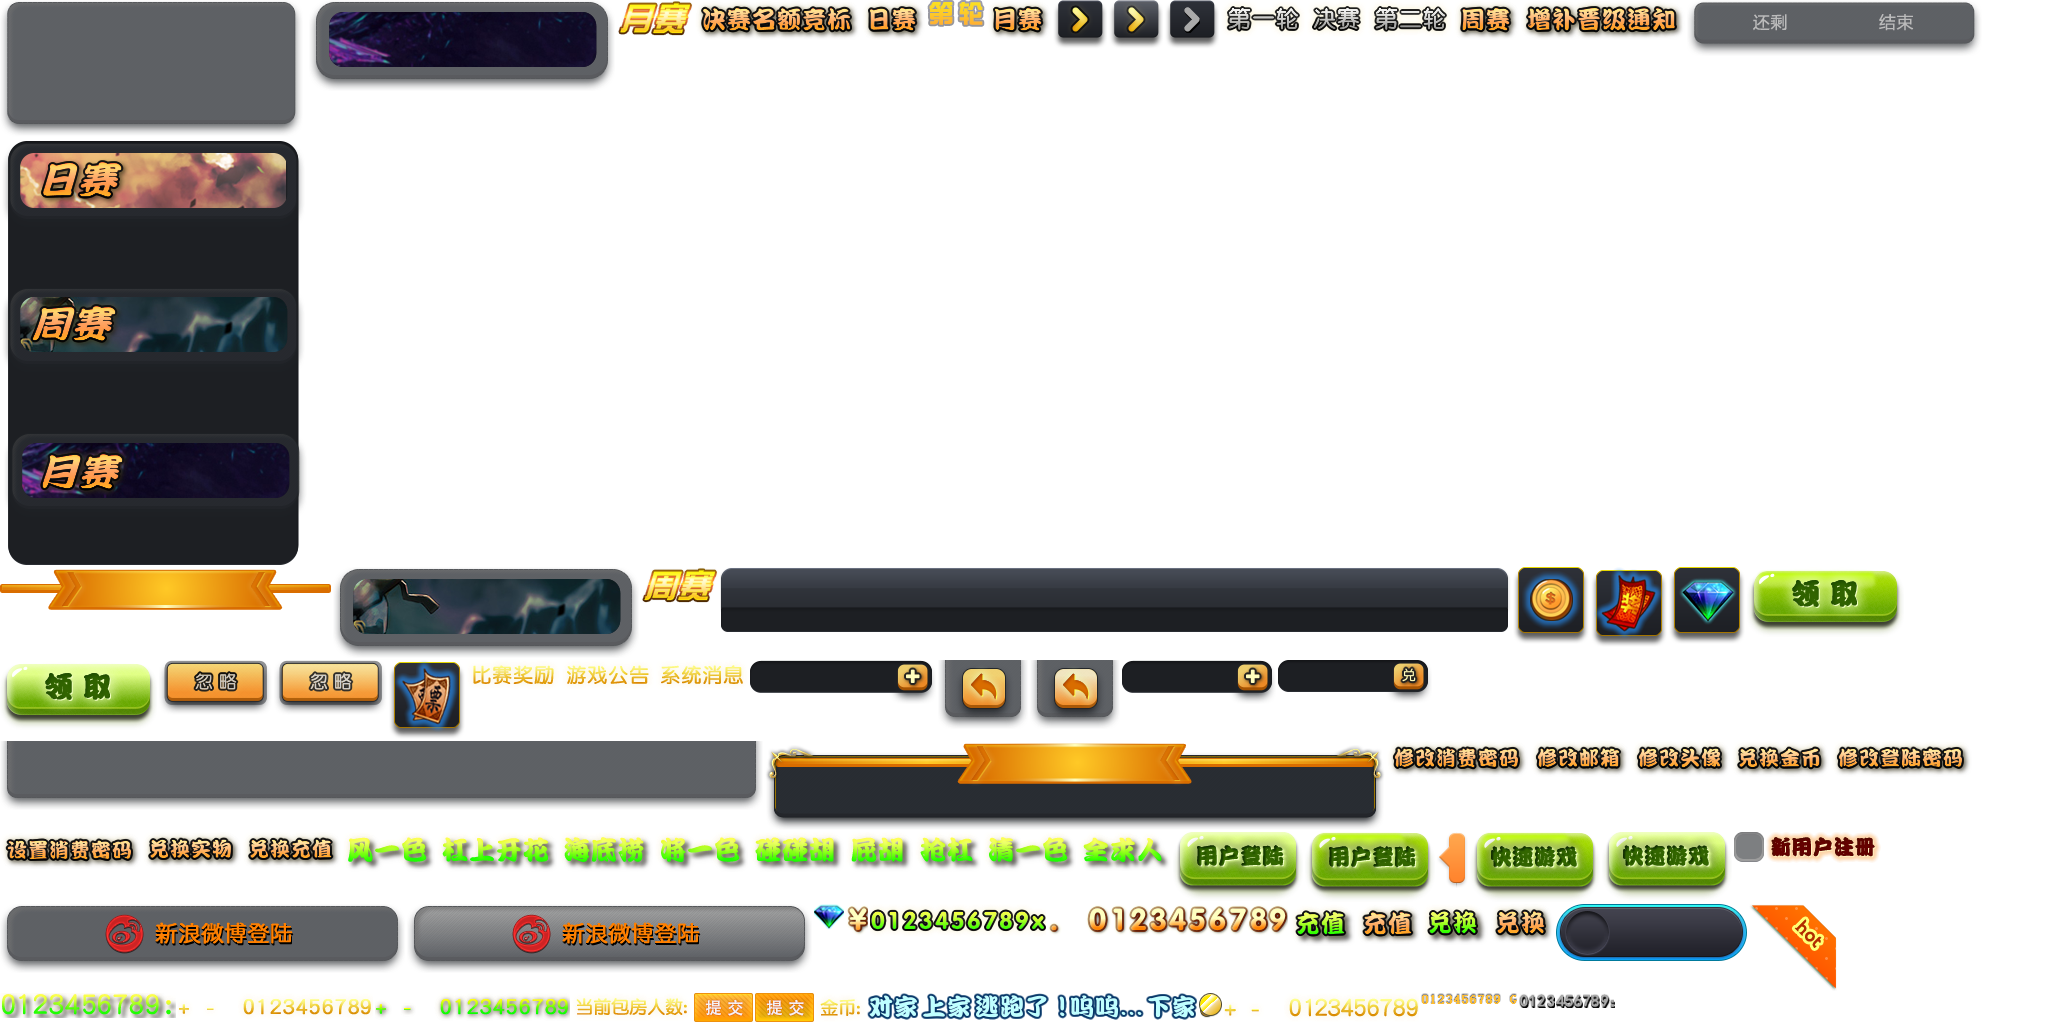 月赛 决赛名额竞标 日赛 第轮 月赛 第一轮 决赛 第二轮 周赛 增补晋级通知 还剩 结束
日赛
周赛
月赛
周赛 领取
领取 忽略 忽略 票 比赛奖励 游戏公告 系统消息 兑
修改消费密码 修改邮箱 修改头像 兑换金币 修改登陆密码
设置消费密码 兑换实物 兑换充值 风一色 杠上开花 海底捞 将一色 碰碰胡 屁胡 抢杠 清一色 全求人 用户登陆 用户登陆 快速游戏 快速游戏 新用户注册
新浪微博登陆 新浪微博登陆 ¥0123456789x. 0123456789 充值 充值 兑换 兑换 hot
0123456789:+ - 0123456789+ - 0123456789 当前包房人数: 提交 提交 金币: 对家上家逃跑了!呜呜...下家 + - 0123456789 0123456789 0123456789: